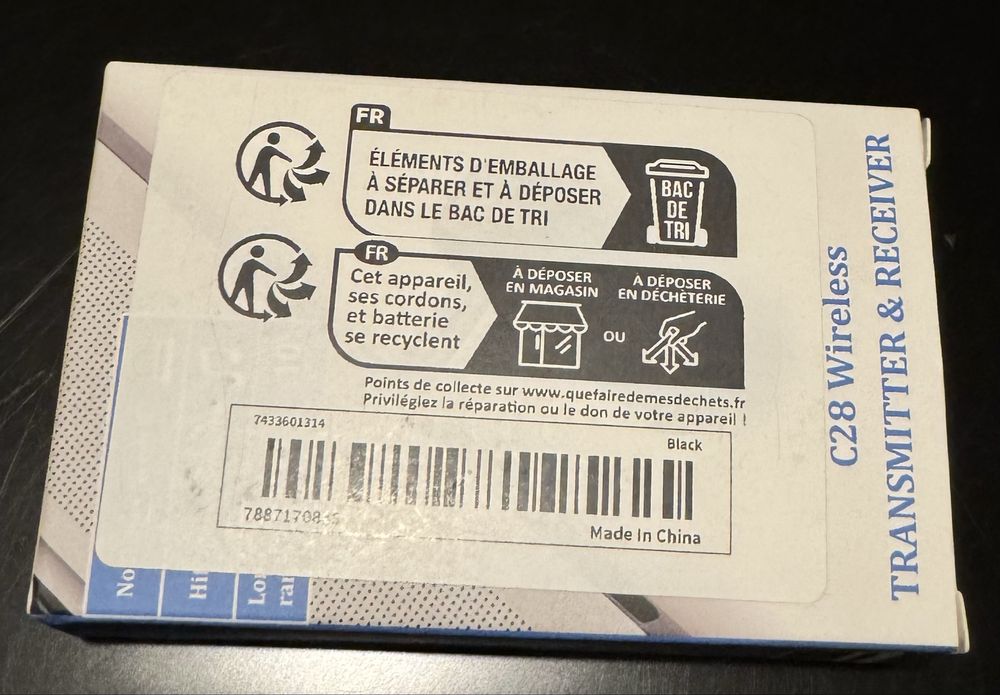 FR
ÉLÉMENTS D'EMBALLAGE
À SÉPARER ET À DÉPOSER
DANS LE BAC DE TRI
BAC
DE
TRI
FR
Cet appareil,
ses cordons,
et batterie
se recyclent
À DÉPOSER
EN MAGASIN
OU
À DÉPOSER
EN DÉCHÈTERIE
Points de collecte sur www.quefairedemesdechets.fr
Privilégiez la réparation ou le don de votre appareil !
7433601314
Black
Made In China
C28 Wireless
TRANSMITTER & RECEIVER